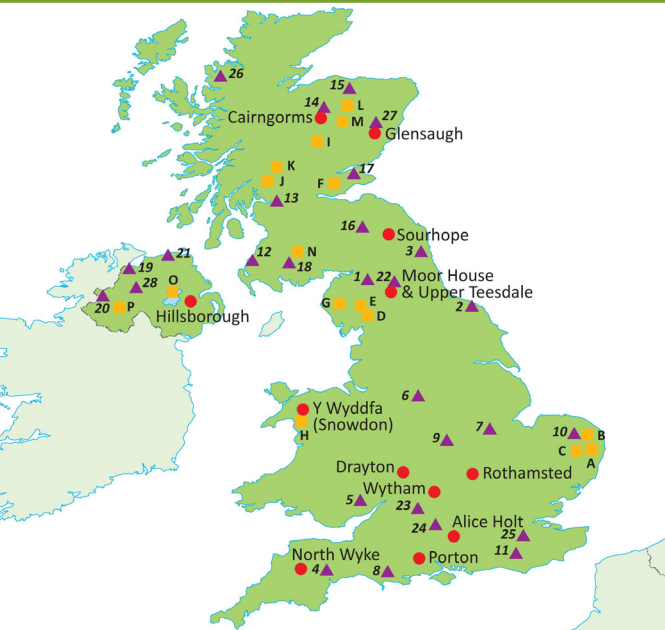 26
15
14
L
Cairngorms
M
27
Glensaugh
I
K
17
J
F
13
16
Sourhope
3
21
12
N
19
18
28
O
1
22
Moor House
& Upper Teesdale
20
P
Hillsborough
G
E
2
D
6
Y Wyddfa
(Snowdon)
7
10
B
H
9
C
A
Drayton
Rothamsted
Wytham
5
23
Alice Holt
24
25
North Wyke
11
Porton
4
8